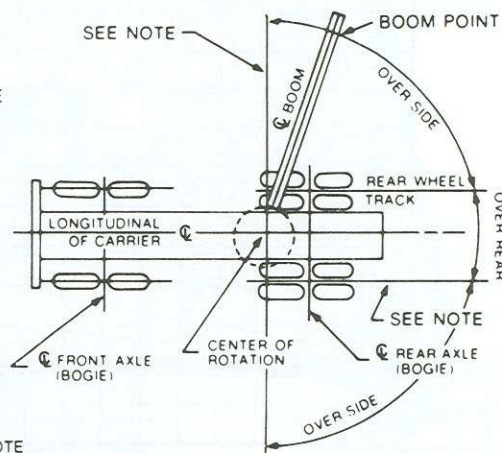 SEE NOTE
BOOM POINT
℄ BOOM
OVER SIDE
REAR WHEEL
TRACK
OVER REAR
LONGITUDINAL ℄
OF CARRIER
SEE NOTE
℄ FRONT AXLE
(BOGIE)
CENTER OF
ROTATION
℄ REAR AXLE
(BOGIE)
OVER SIDE